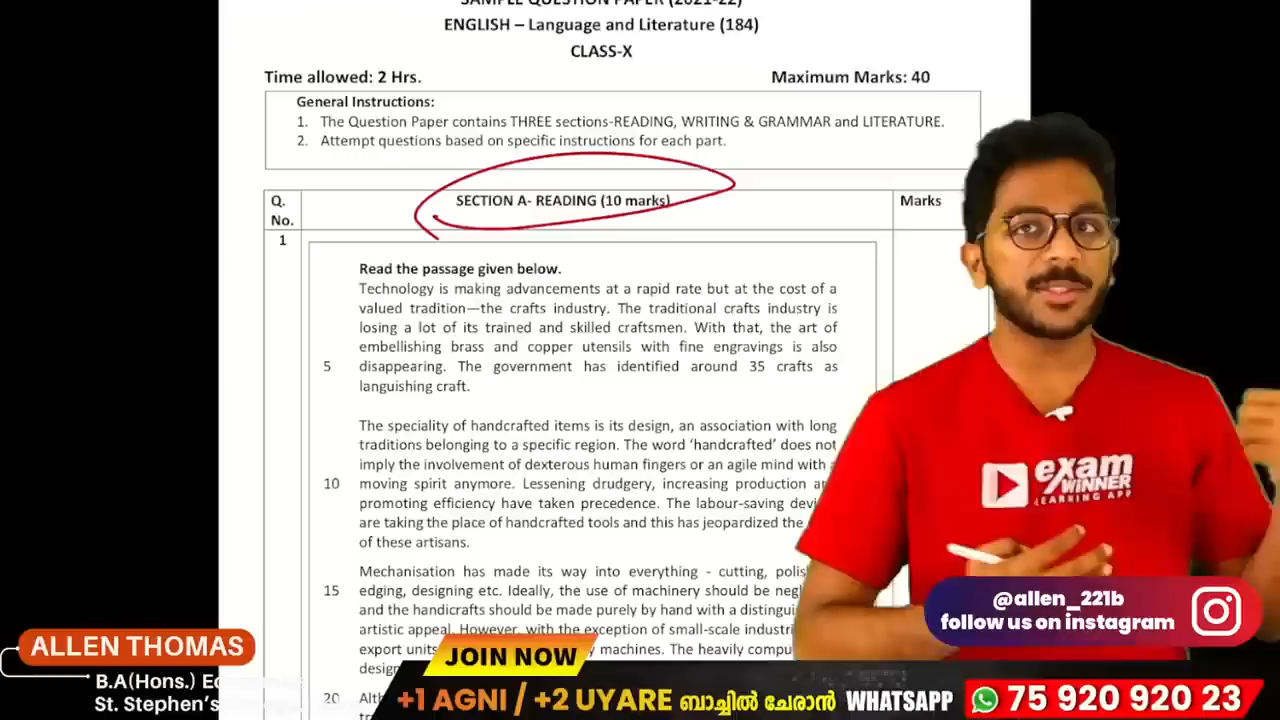 SAMPLE QUESTION PAPER (2021-22)
ENGLISH – Language and Literature (184)
CLASS-X
Time allowed: 2 Hrs.
Maximum Marks: 40
General Instructions:
1. The Question Paper contains THREE sections-READING, WRITING & GRAMMAR and LITERATURE.
2. Attempt questions based on specific instructions for each part.
Q. No.
SECTION A- READING (10 marks)
Marks
1
Read the passage given below.
Technology is making advancements at a rapid rate but at the cost of a
valued tradition—the crafts industry. The traditional crafts industry is
losing a lot of its trained and skilled craftsmen. With that, the art of
embellishing brass and copper utensils with fine engravings is also
5 disappearing. The government has identified around 35 crafts as
languishing craft.
The speciality of handcrafted items is its design, an association with long
traditions belonging to a specific region. The word ‘handcrafted’ does not
imply the involvement of dexterous human fingers or an agile mind with
10 moving spirit anymore. Lessening drudgery, increasing production
promoting efficiency have taken precedence. The labour-saving
are taking the place of handcrafted tools and this has jeopardized the
of these artisans.
Mechanisation has made its way into everything - cutting,
15 edging, designing etc. Ideally, the use of machinery should be
and the handicrafts should be made purely by hand with a
artistic appeal. However, with the exception of small-scale
export units machines. The heavily
20
exam
WINNER
LEARNING APP
@allen_221b
follow us on instagram
ALLEN THOMAS
B.A(Hons.)
St. Stephen's
JOIN NOW
+1 AGNI / +2 UYARE ബാച്ചിൽ ചേരാൻ WHATSAPP 75 920 920 23